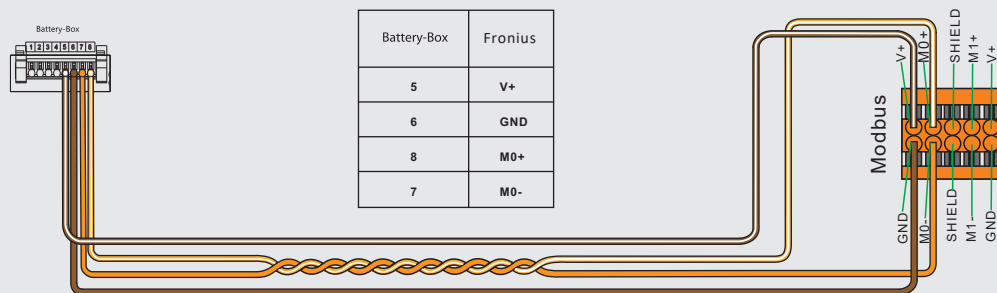 Battery-Box
1 2 3 4 5 6 7 8
Battery-Box Fronius
5 V+
6 GND
8 M0+
7 M0-
Modbus
V+
M0+
SHIELD
M1+
V+
GND
M0-
SHIELD
M1-
GND